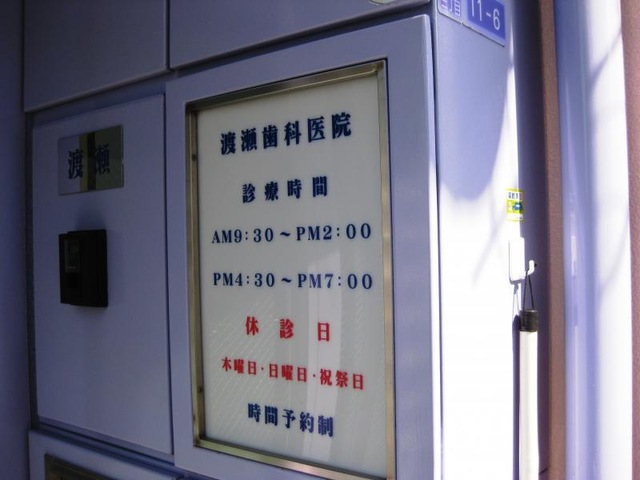 11-6
渡瀬歯科医院
診療時間
AM9:30～PM2:00
PM4:30～PM7:00
休診日
木曜日・日曜日・祝祭日
時間予約制
渡瀬